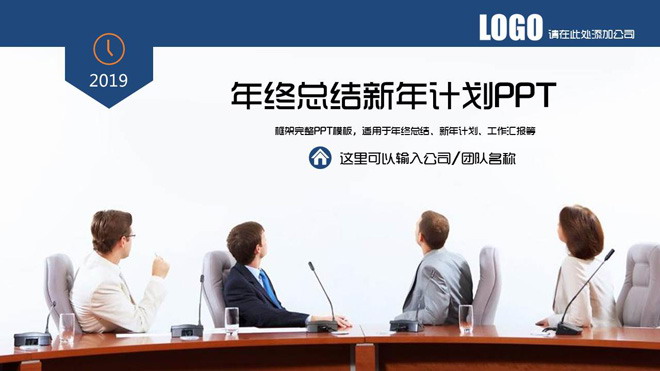 LOGO 请在此处添加公司
2019
年终总结新年计划PPT
框架完整PPT模板，适用于年终总结、新年计划、工作汇报等
这里可以输入公司/团队名称